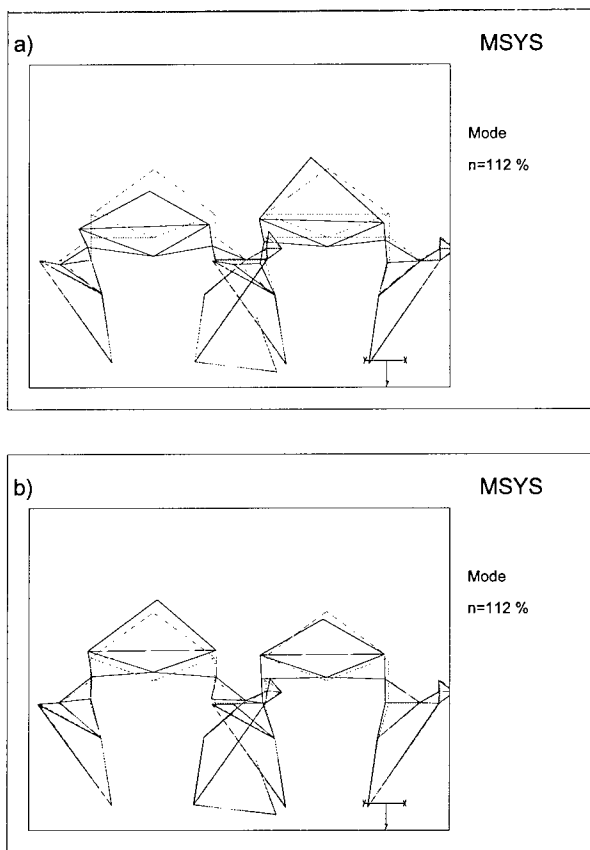 a)
MSYS
Mode
n=112 %
b)
MSYS
Mode
n=112 %